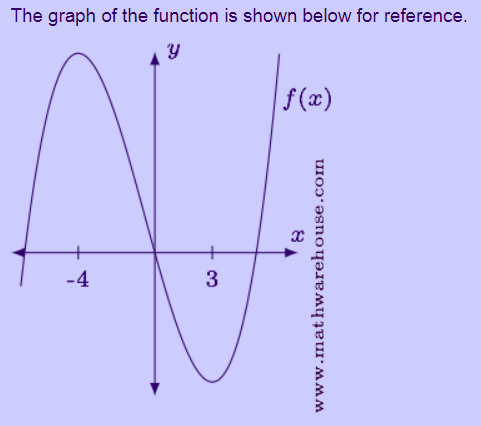 The graph of the function is shown below for reference.
y
f(x)
x
-4
3
www.mathwarehouse.com